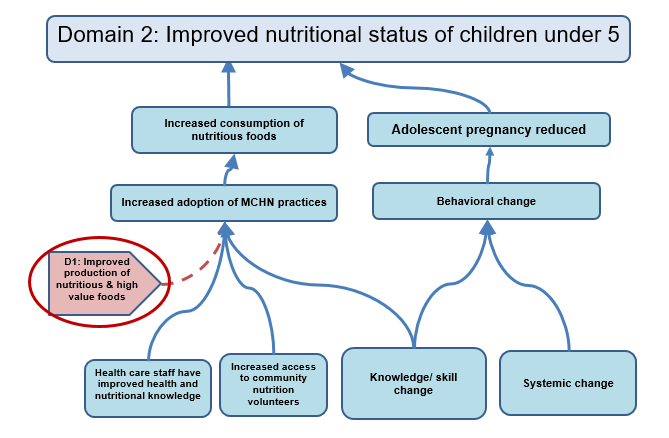 Domain 2: Improved nutritional status of children under 5
Increased consumption of
nutritious foods
Adolescent pregnancy reduced
Increased adoption of MCHN practices
Behavioral change
D1: Improved
production of
nutritious & high
value foods
Health care staff have
improved health and
nutritional knowledge
Increased access
to community
nutrition
volunteers
Knowledge/ skill
change
Systemic change